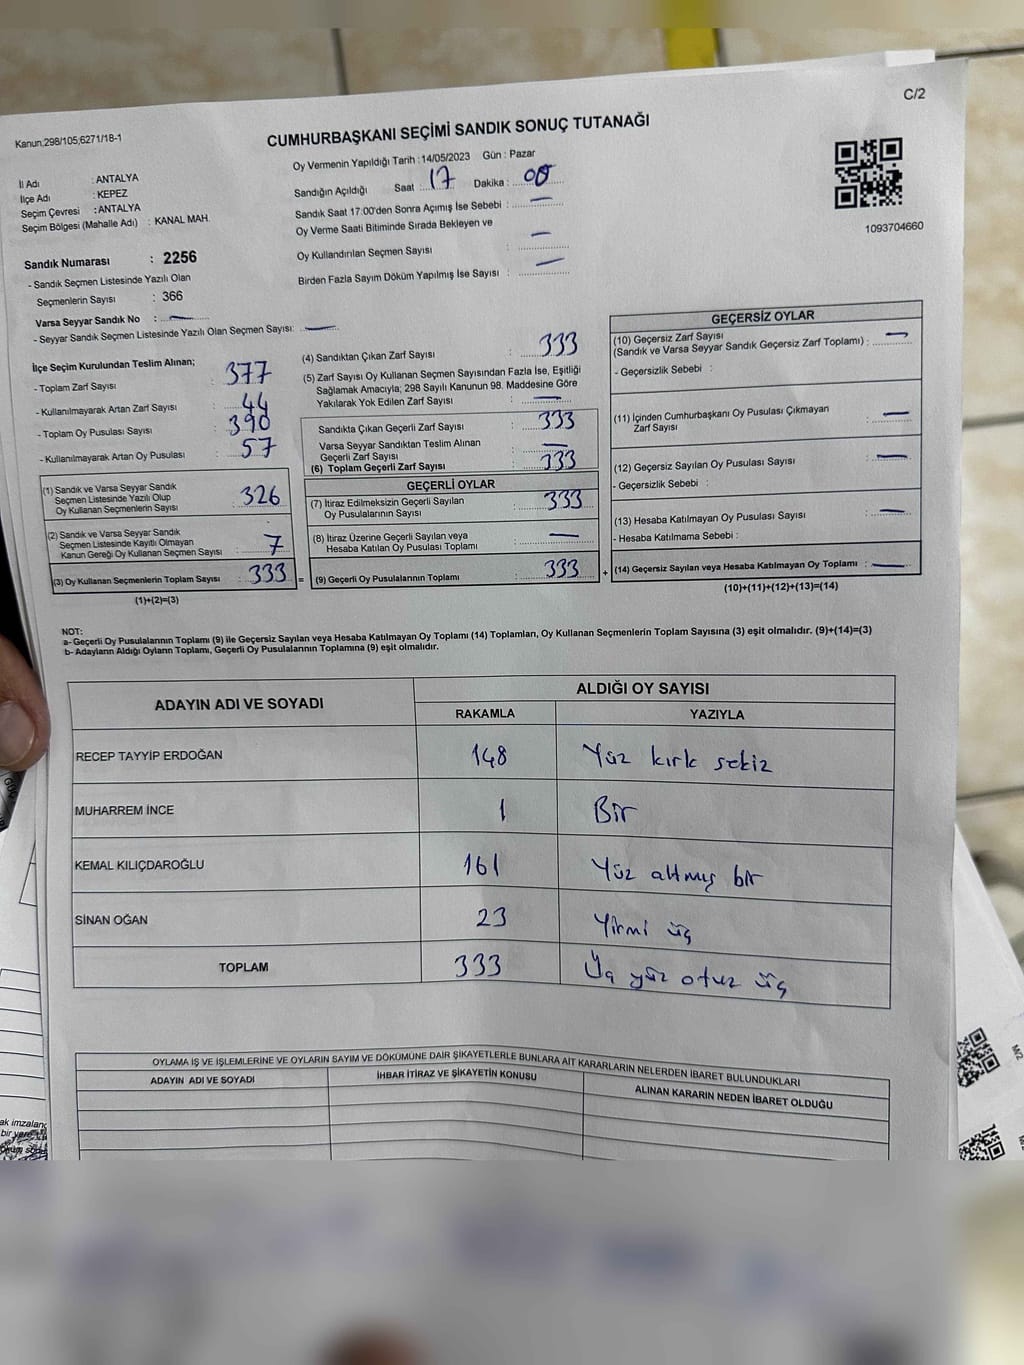 C/2
Kanun,298/105;6271/18-1
CUMHURBAŞKANI SEÇİMİ SANDIK SONUÇ TUTANAĞI
Oy Vermenin Yapıldığı Tarih : 14/05/2023 Gün : Pazar
1093704660
İl Adı : ANTALYA
İlçe Adı : KEPEZ
Seçim Çevresi : ANTALYA
Seçim Bölgesi (Mahalle Adı) : KANAL MAH.
Sandık Numarası : 2256
- Sandık Seçmen Listesinde Yazılı Olan
Seçmenlerin Sayısı : 366
Varsa Seyyar Sandık No : —
- Seyyar Sandık Seçmen Listesinde Yazılı Olan Seçmen Sayısı: —
Sandığın Açıldığı Saat : 17 Dakika : 00
Sandık Saat 17:00'den Sonra Açımış İse Sebebi : —
Oy Verme Saati Bitiminde Sırada Bekleyen ve
Oy Kullandırılan Seçmen Sayısı : —
Birden Fazla Sayım Döküm Yapılmış İse Sayısı : —
İlçe Seçim Kurulundan Teslim Alınan;
- Toplam Zarf Sayısı : 377
- Kullanılmayarak Artan Zarf Sayısı : 44
- Toplam Oy Pusulası Sayısı : 390
- Kullanılmayarak Artan Oy Pusulası : 57
(1) Sandık ve Varsa Seyyar Sandık
Seçmen Listesinde Yazılı Olup
Oy Kullanan Seçmenlerin Sayısı : 326
(2) Sandık ve Varsa Seyyar Sandık
Seçmen Listesinde Kayıtlı Olmayan
Kanun Gereği Oy Kullanan Seçmen Sayısı : 7
(3) Oy Kullanan Seçmenlerin Toplam Sayısı : 333 =
(1)+(2)=(3)
(4) Sandıktan Çıkan Zarf Sayısı : 333
(5) Zarf Sayısı Oy Kullanan Seçmen Sayısından Fazla İse, Eşitliği
Sağlamak Amacıyla; 298 Sayılı Kanunun 98. Maddesine Göre
Yakılarak Yok Edilen Zarf Sayısı : —
Sandıkta Çıkan Geçerli Zarf Sayısı : 333
Varsa Seyyar Sandıktan Teslim Alınan
Geçerli Zarf Sayısı : —
(6) Toplam Geçerli Zarf Sayısı : 333
GEÇERLİ OYLAR
(7) İtiraz Edilmeksizin Geçerli Sayılan
Oy Pusulalarının Sayısı : 333
(8) İtiraz Üzerine Geçerli Sayılan veya
Hesaba Katılan Oy Pusulası Toplamı : —
(9) Geçerli Oy Pusulalarının Toplamı : 333 +
GEÇERSİZ OYLAR
(10) Geçersiz Zarf Sayısı
(Sandık ve Varsa Seyyar Sandık Geçersiz Zarf Toplamı) : —
- Geçersizlik Sebebi :
(11) İçinden Cumhurbaşkanı Oy Pusulası Çıkmayan
Zarf Sayısı : —
(12) Geçersiz Sayılan Oy Pusulası Sayısı : —
- Geçersizlik Sebebi :
(13) Hesaba Katılmayan Oy Pusulası Sayısı : —
- Hesaba Katılmama Sebebi :
(14) Geçersiz Sayılan veya Hesaba Katılmayan Oy Toplamı : —
(10)+(11)+(12)+(13)=(14)
NOT:
a- Geçerli Oy Pusulalarının Toplamı (9) ile Geçersiz Sayılan veya Hesaba Katılmayan Oy Toplamı (14) Toplamları, Oy Kullanan Seçmenlerin Toplam Sayısına (3) eşit olmalıdır. (9)+(14)=(3)
b- Adayların Aldığı Oyların Toplamı, Geçerli Oy Pusulalarının Toplamına (9) eşit olmalıdır.
ADAYIN ADI VE SOYADI ALDIĞI OY SAYISI
RAKAMLA YAZIYLA
RECEP TAYYİP ERDOĞAN 148 Yüz kırk sekiz
MUHARREM İNCE 1 Bir
KEMAL KILIÇDAROĞLU 161 Yüz altmış bir
SİNAN OĞAN 23 Yirmi üç
TOPLAM 333 Üç yüz otuz üç
OYLAMA İŞ VE İŞLEMLERİNE VE OYLARIN SAYIM VE DÖKÜMÜNE DAİR ŞİKAYETLERLE BUNLARA AİT KARARLARIN NELERDEN İBARET BULUNDUKLARI
ADAYIN ADI VE SOYADI İHBAR İTİRAZ VE ŞİKAYETİN KONUSU ALINAN KARARIN NEDEN İBARET OLDUĞU
M/2
ak imzalanç